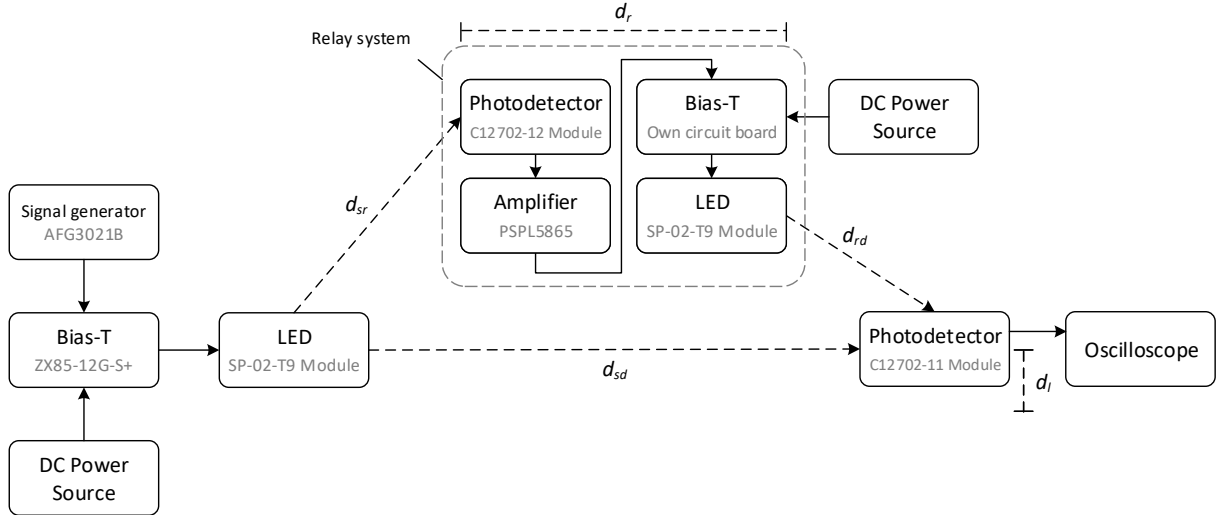 d_r
Relay system
Photodetector
C12702-12 Module
Bias-T
Own circuit board
DC Power
Source
Amplifier
PSPL5865
LED
SP-02-T9 Module
Signal generator
AFG3021B
d_sr
d_rd
Bias-T
ZX85-12G-S+
LED
SP-02-T9 Module
d_sd
Photodetector
C12702-11 Module
Oscilloscope
d_l
DC Power
Source